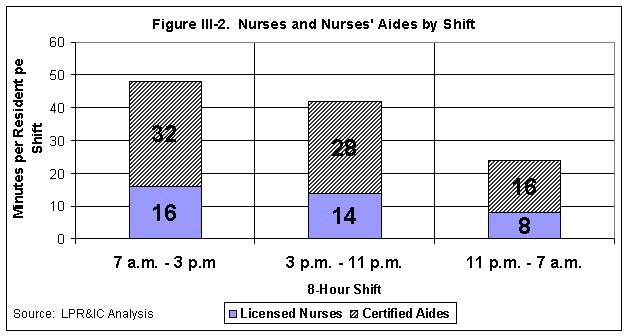 Figure III-2. Nurses and Nurses' Aides by Shift
Minutes per Resident pe
Shift
60
50
40
30
20
10
0
32
16
28
14
16
8
7 a.m. - 3 p.m
3 p.m. - 11 p.m.
11 p.m. - 7 a.m.
8-Hour Shift
Source: LPR&IC Analysis
Licensed Nurses Certified Aides